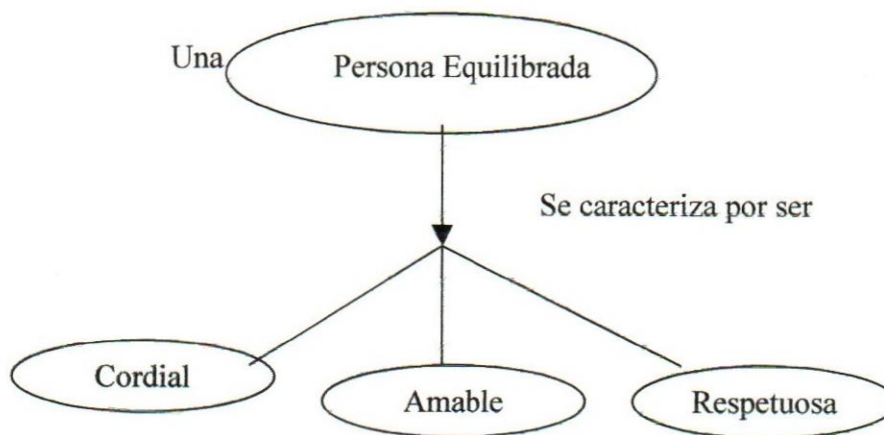 Una
Persona Equilibrada
Se caracteriza por ser
Cordial
Amable
Respetuosa